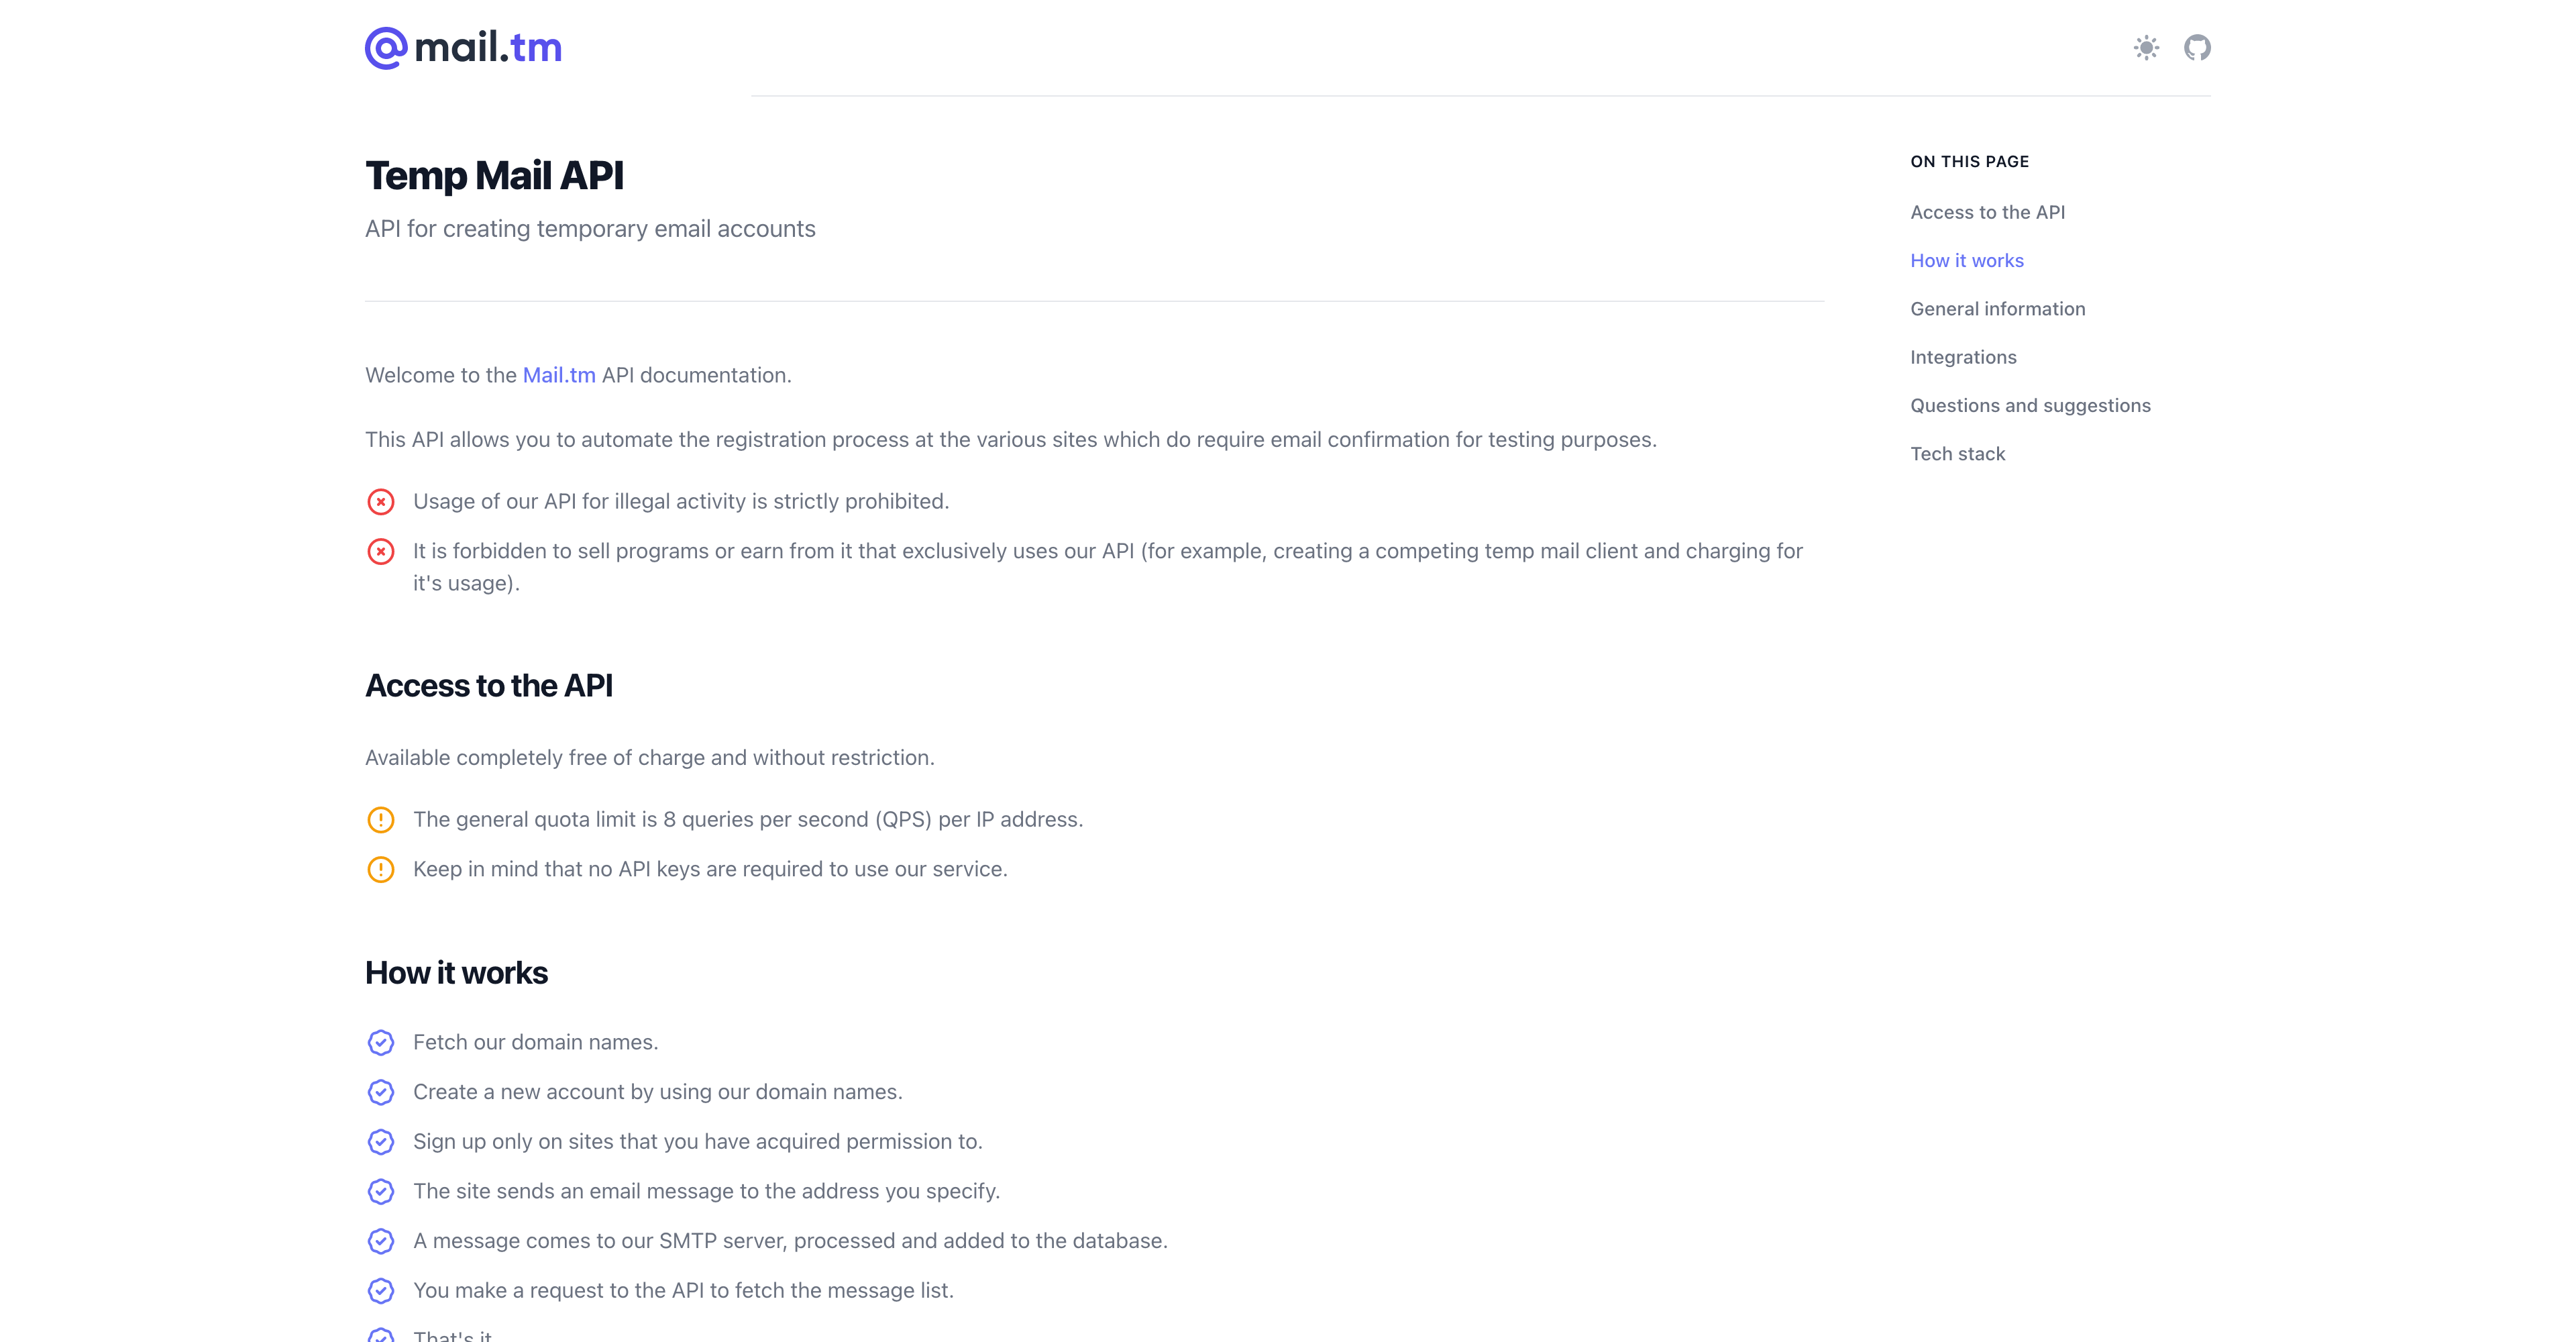 @mail.tm
Temp Mail API
API for creating temporary email accounts
Welcome to the Mail.tm API documentation.
This API allows you to automate the registration process at the various sites which do require email confirmation for testing purposes.
Usage of our API for illegal activity is strictly prohibited.
It is forbidden to sell programs or earn from it that exclusively uses our API (for example, creating a competing temp mail client and charging for
it's usage).
Access to the API
Available completely free of charge and without restriction.
The general quota limit is 8 queries per second (QPS) per IP address.
Keep in mind that no API keys are required to use our service.
How it works
Fetch our domain names.
Create a new account by using our domain names.
Sign up only on sites that you have acquired permission to.
The site sends an email message to the address you specify.
A message comes to our SMTP server, processed and added to the database.
You make a request to the API to fetch the message list.
That's it
ON THIS PAGE
Access to the API
How it works
General information
Integrations
Questions and suggestions
Tech stack